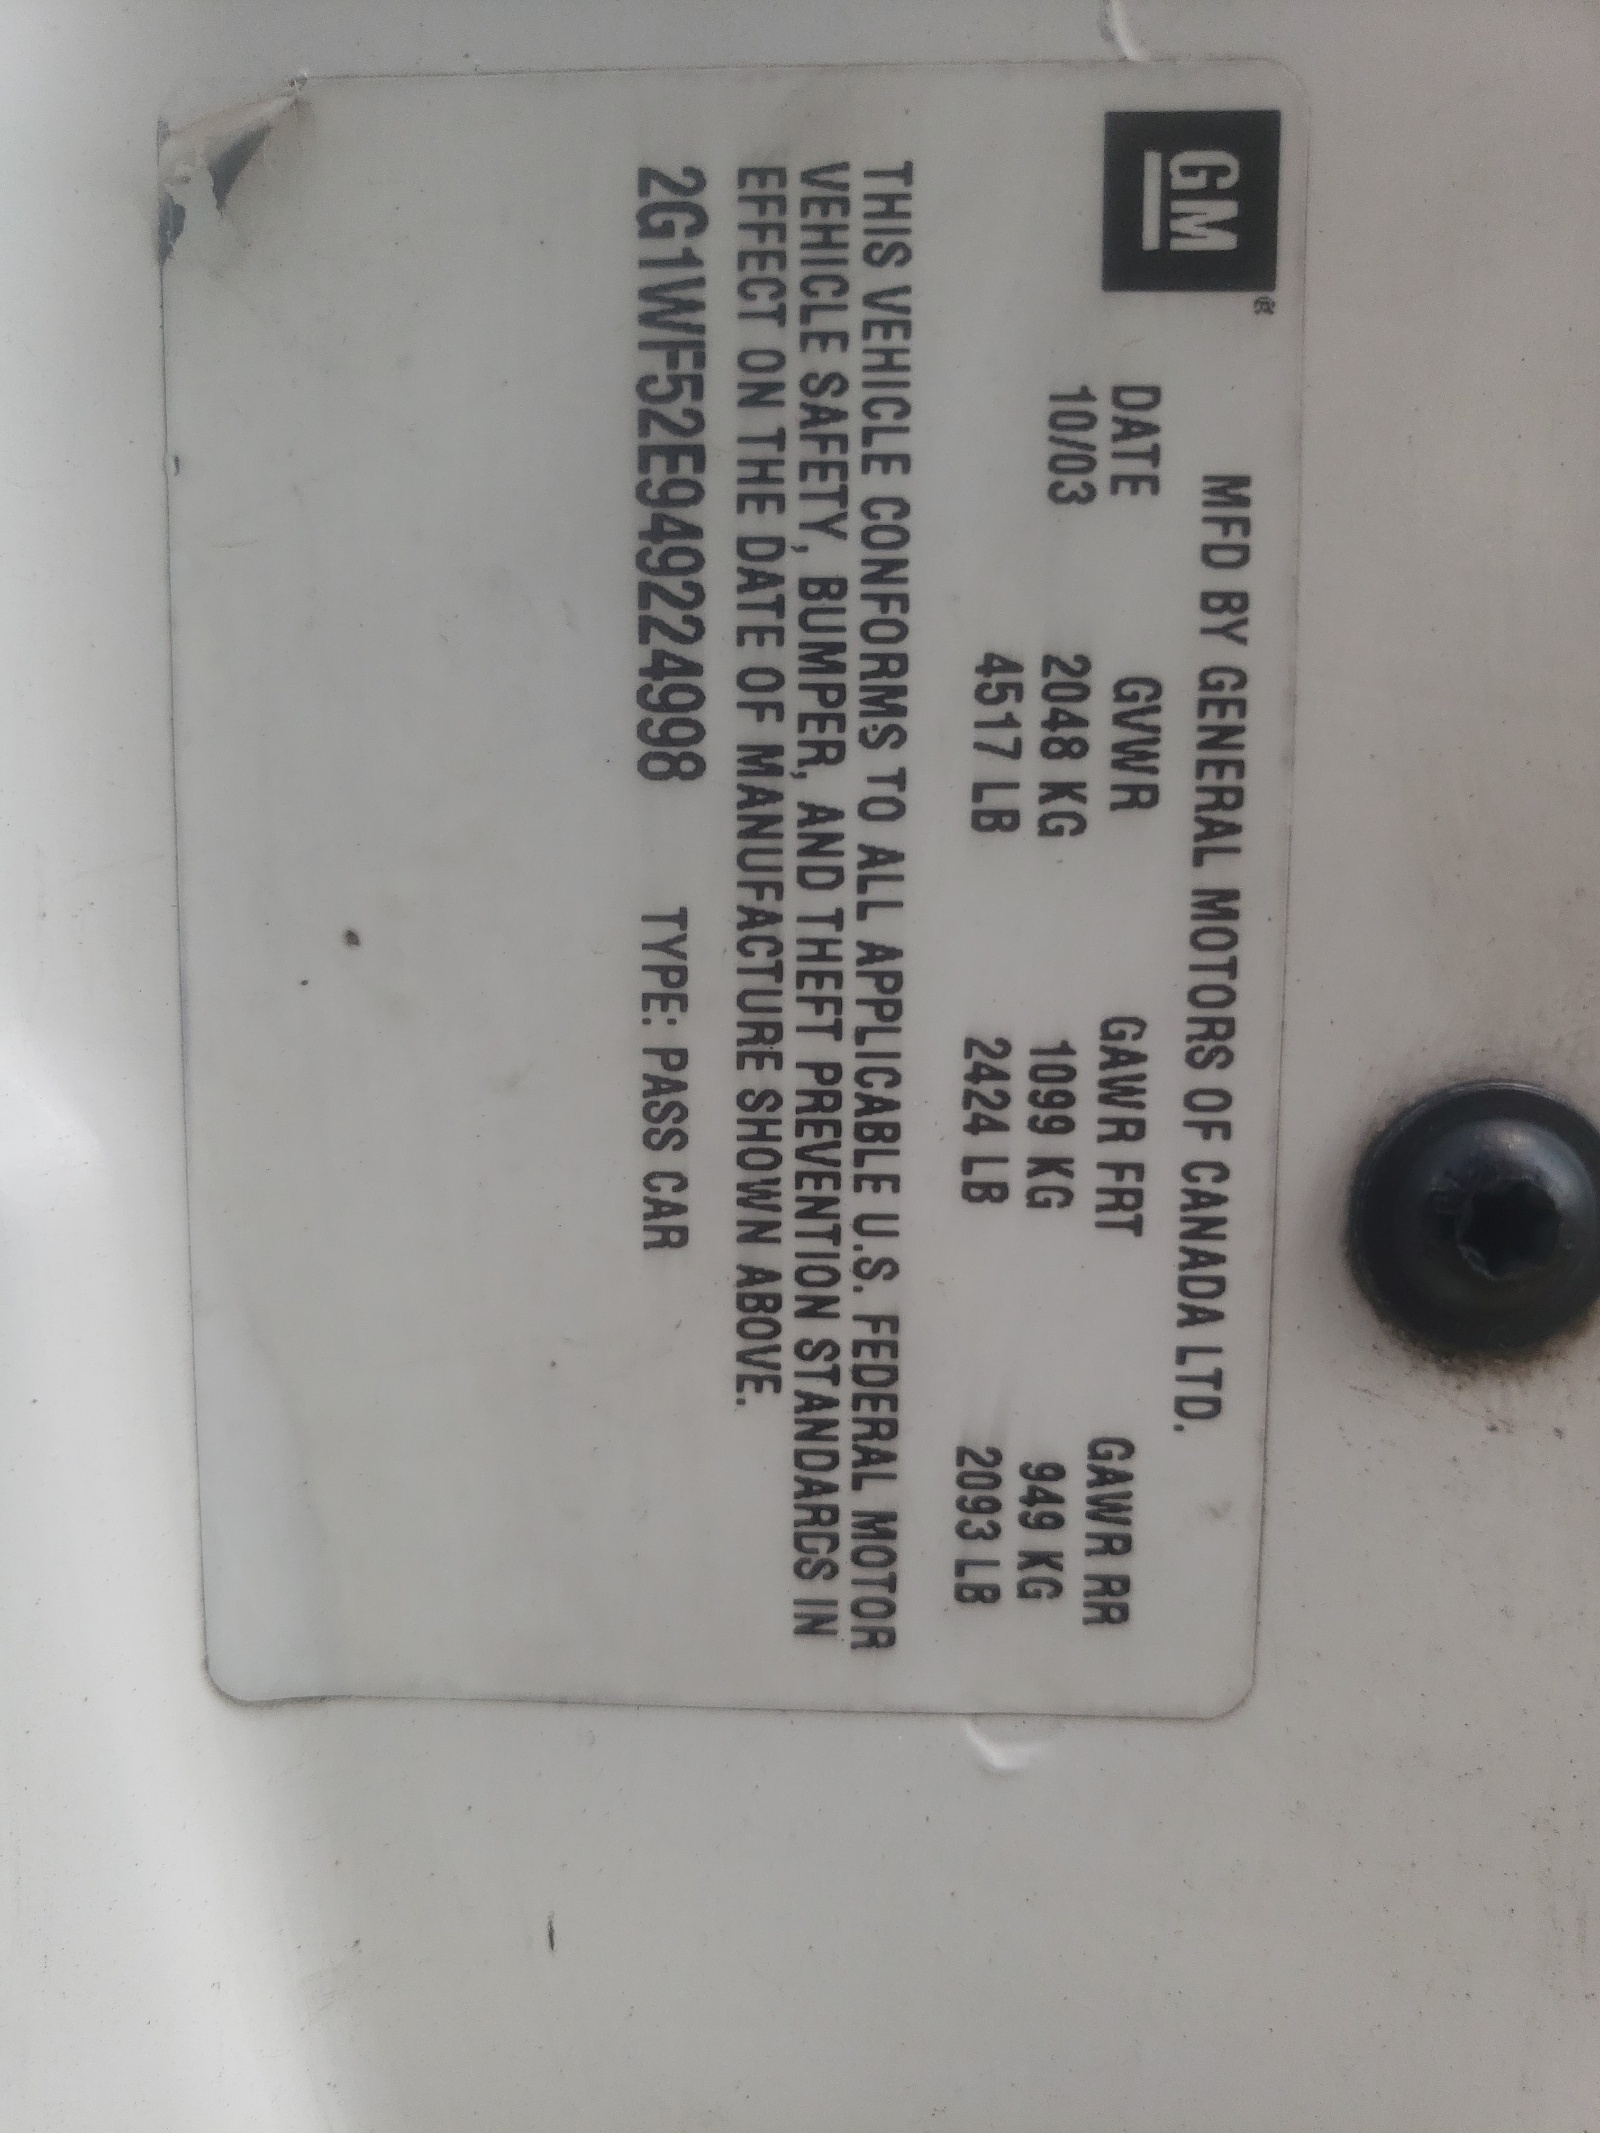 GM®
MFD BY GENERAL MOTORS OF CANADA LTD.
DATE GVWR GAWR FRT GAWR RR
10/03 2048 KG 1099 KG 949 KG
4517 LB 2424 LB 2093 LB
THIS VEHICLE CONFORMS TO ALL APPLICABLE U.S. FEDERAL MOTOR
VEHICLE SAFETY, BUMPER, AND THEFT PREVENTION STANDARDS IN
EFFECT ON THE DATE OF MANUFACTURE SHOWN ABOVE.
2G1WF52E949224998 TYPE: PASS CAR